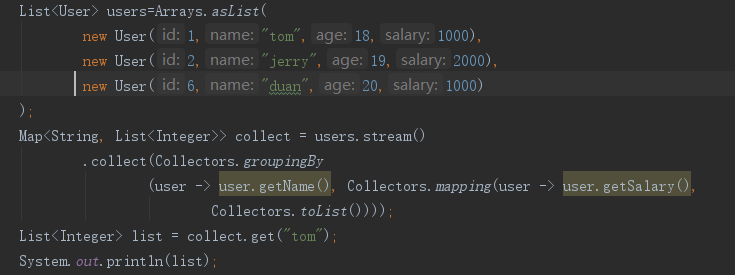 List<User> users=Arrays.asList(
new User( id: 1, name: "tom", age: 18, salary: 1000),
new User( id: 2, name: "jerry", age: 19, salary: 2000),
new User( id: 6, name: "duan", age: 20, salary: 1000)
);
Map<String, List<Integer>> collect = users.stream()
.collect(Collectors.groupingBy
(user -> user.getName(), Collectors.mapping(user -> user.getSalary(),
Collectors.toList())));
List<Integer> list = collect.get("tom");
System.out.println(list);